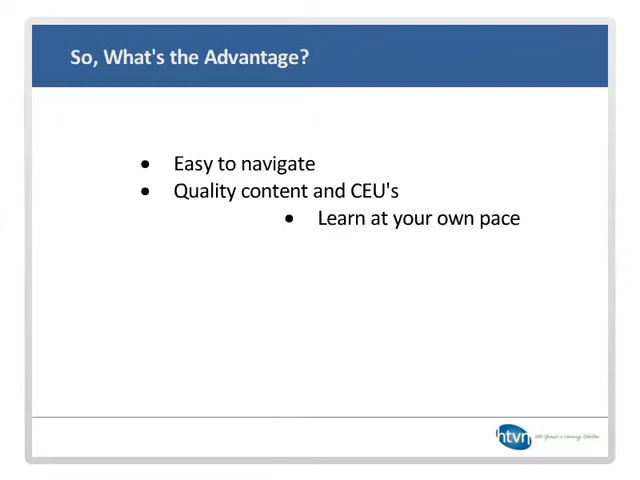 So, What's the Advantage?
• Easy to navigate
• Quality content and CEU's
• Learn at your own pace
htvn